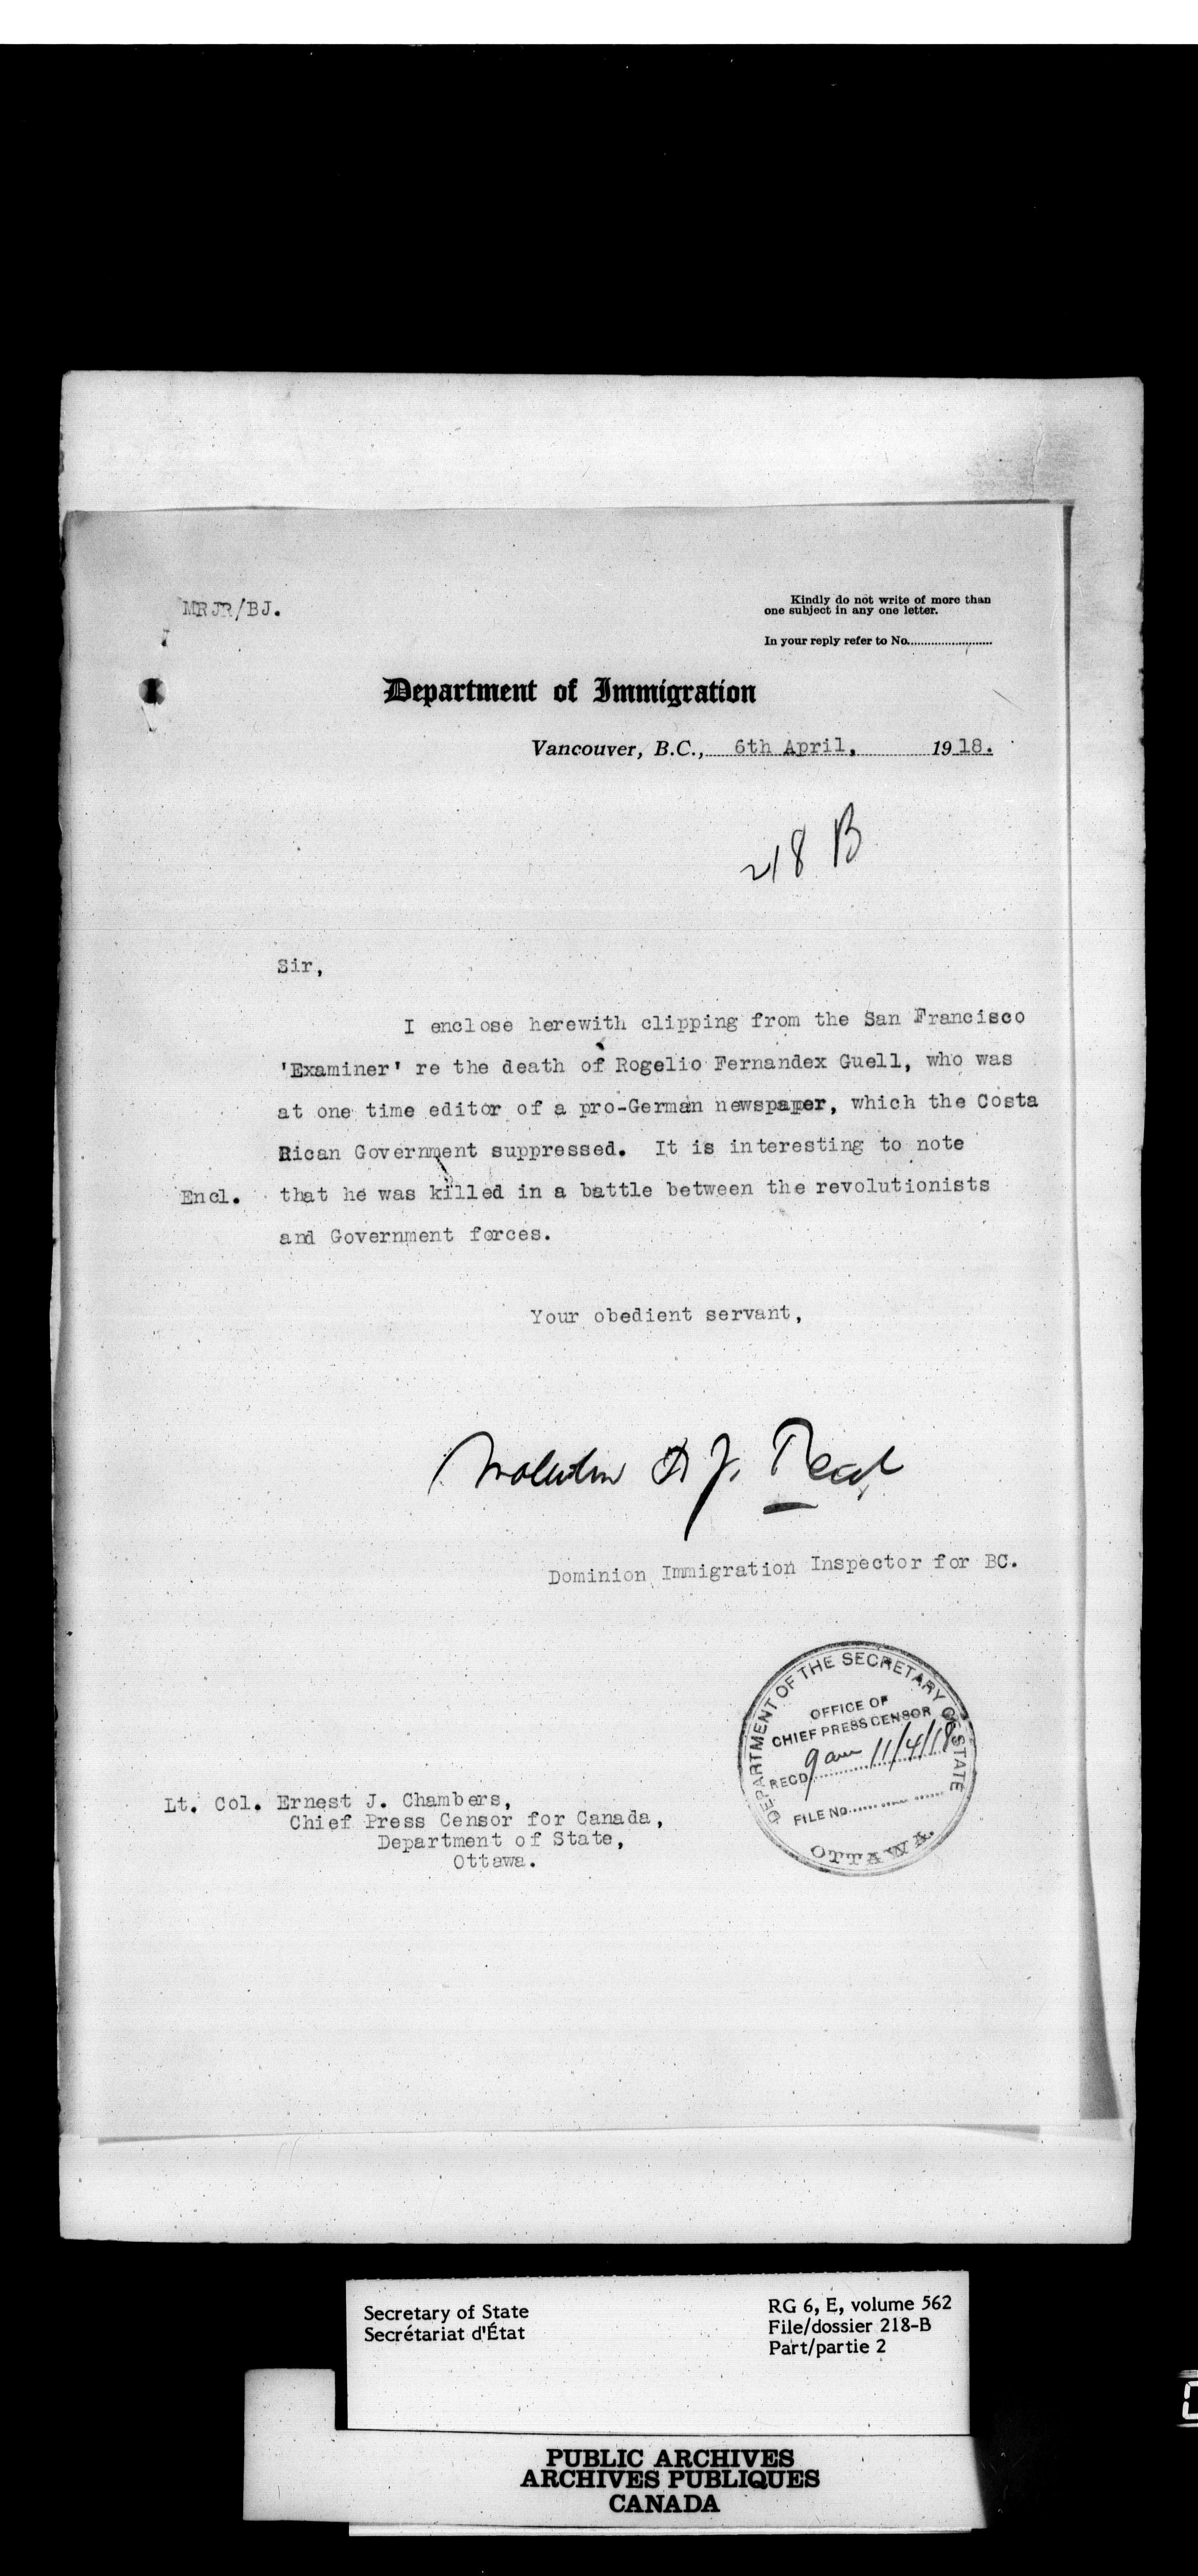 MRJR/BJ.
Kindly do not write of more than
one subject in any one letter.
In your reply refer to No.
Department of Immigration
Vancouver, B.C., 6th April, 1918.
218 B
Sir,
I enclose herewith clipping from the San Francisco
'Examiner' re the death of Rogelio Fernandex Guell, who was
at one time editor of a pro-German newspaper, which the Costa
Rican Government suppressed. It is interesting to note
Encl. that he was killed in a battle between the revolutionists
and Government forces.
Your obedient servant,
Malcolm R J. Reid
Dominion Immigration Inspector for BC.
DEPARTMENT OF THE SECRETARY OF STATE
OFFICE OF
CHIEF PRESS CENSOR
RECD 9 am 11/4/18
FILE NO
OTTAWA.
Lt. Col. Ernest J. Chambers,
Chief Press Censor for Canada,
Department of State,
Ottawa.
Secretary of State
Secrétariat d'État
RG 6, E, volume 562
File/dossier 218-B
Part/partie 2
PUBLIC ARCHIVES
ARCHIVES PUBLIQUES
CANADA